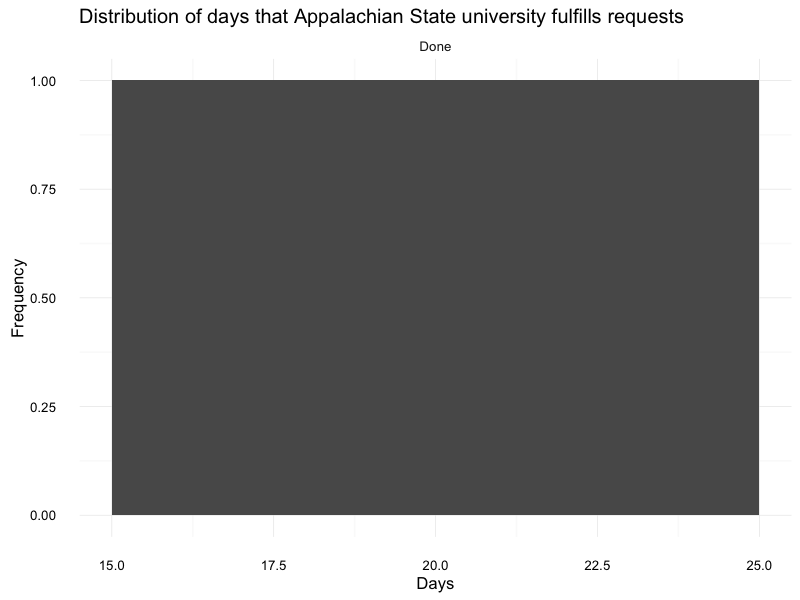 Distribution of days that Appalachian State university fulfills requests
Done
1.00
0.75
0.50
0.25
0.00
Frequency
15.0 17.5 20.0 22.5 25.0
Days